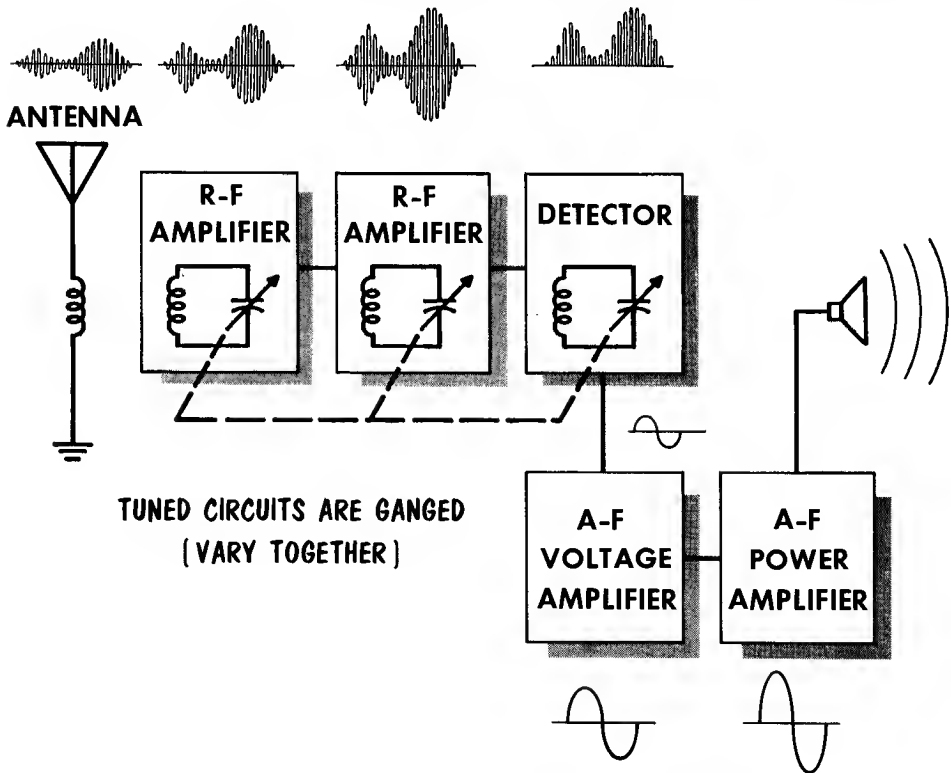 ANTENNA
R-F
AMPLIFIER
R-F
AMPLIFIER
DETECTOR
TUNED CIRCUITS ARE GANGED
(VARY TOGETHER)
A-F
VOLTAGE
AMPLIFIER
A-F
POWER
AMPLIFIER